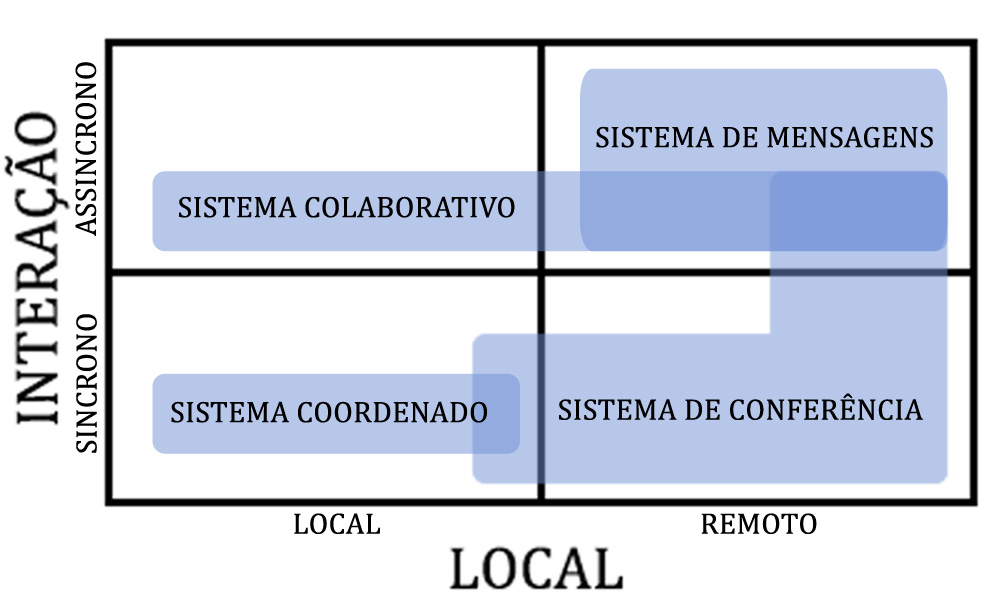 INTERAÇÃO
ASSINCRONO
SINCRONO
SISTEMA DE MENSAGENS
SISTEMA COLABORATIVO
SISTEMA COORDENADO
SISTEMA DE CONFERÊNCIA
LOCAL
REMOTO
LOCAL